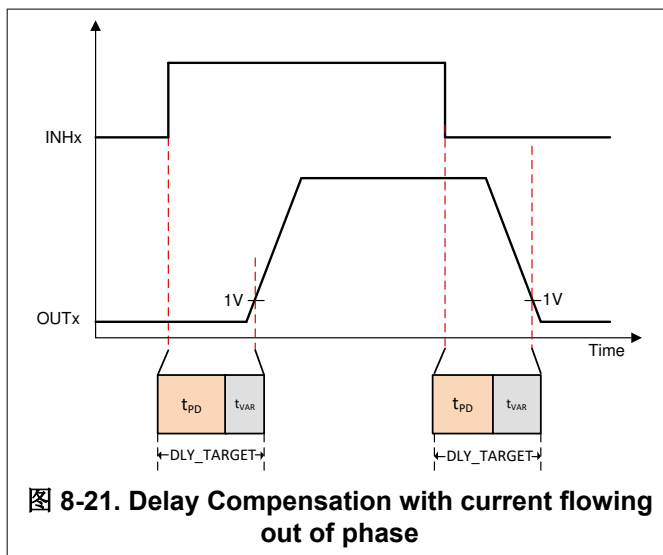 INHx
1V
1V
OUTx
Time
tPD
tVAR
tPD
tVAR
DLY_TARGET
DLY_TARGET
图 8-21. Delay Compensation with current flowing
out of phase